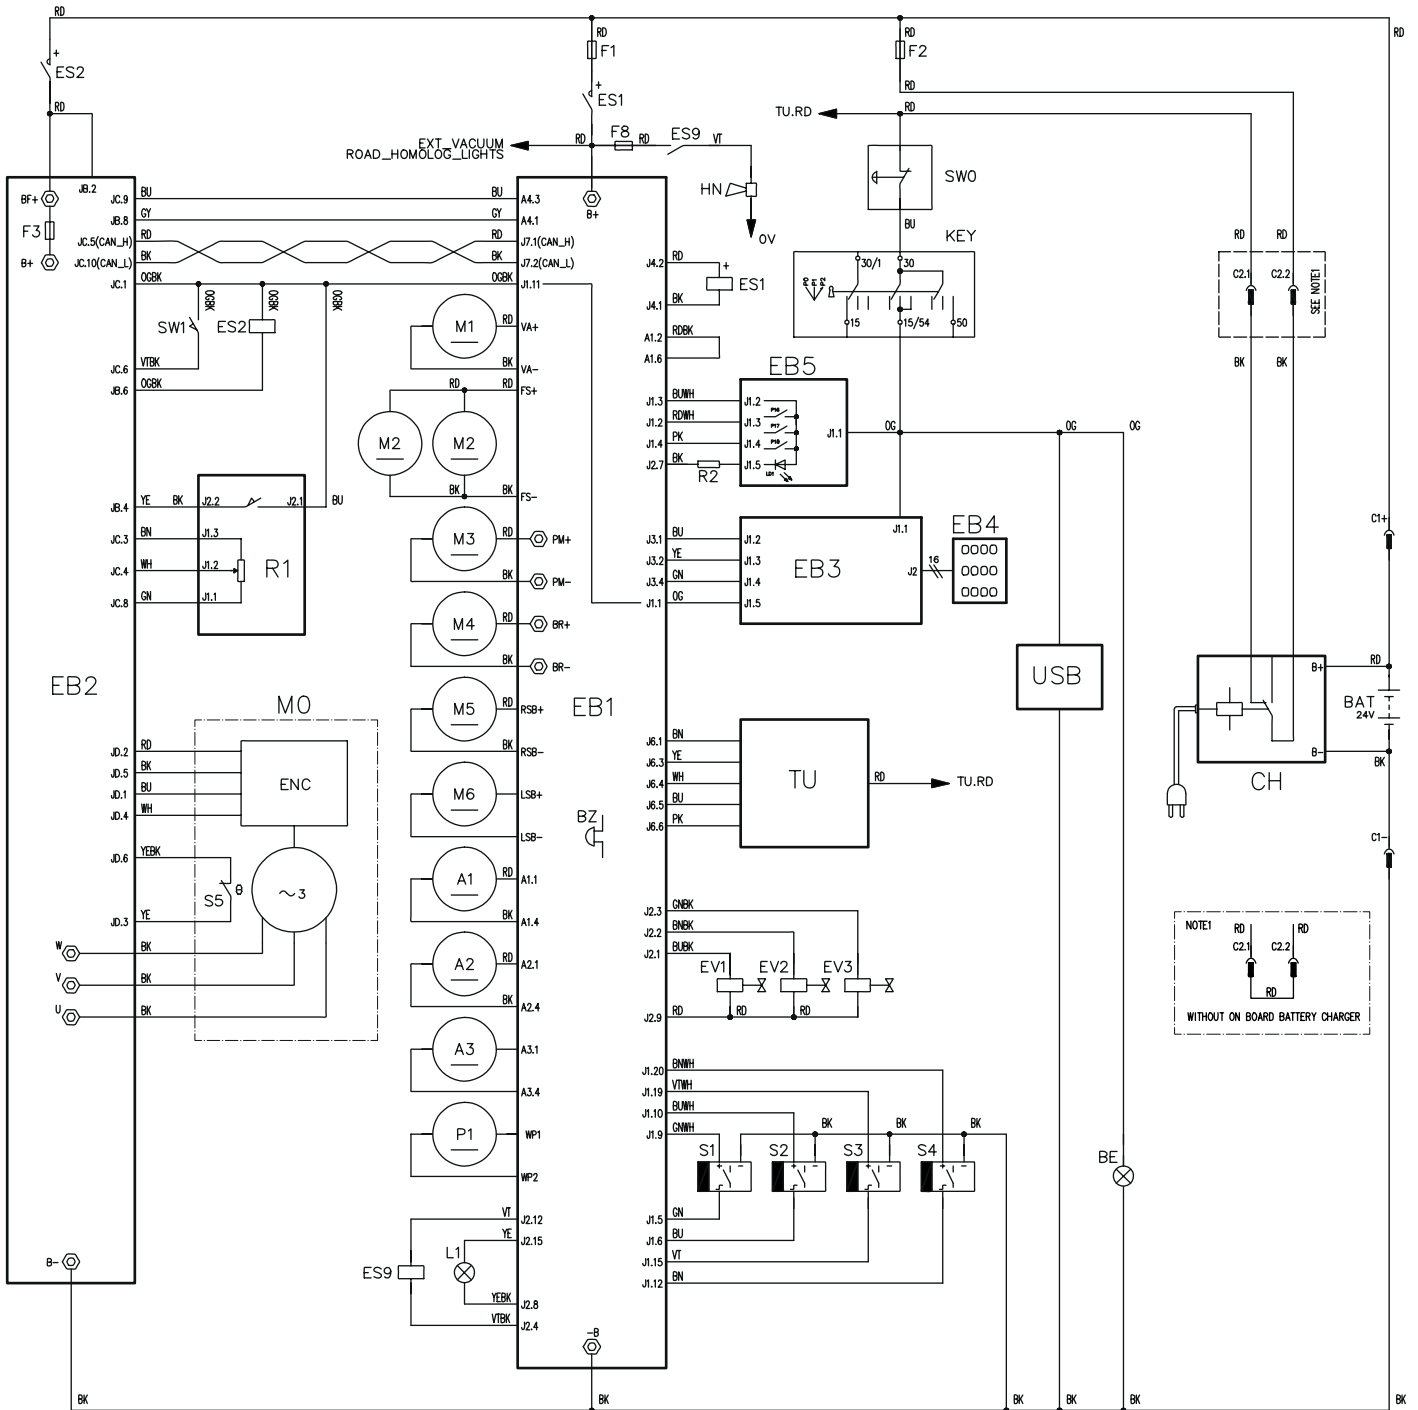 RD RD RD RD
+ F1 F2
ES2
+ ES1
RD RD RD
TU.RD
EXT_VACUUM
ROAD_HOMOLOG_LIGHTS
RD F8 RD ES9 VT
JB.2
SW0
BF+ JC.9 BU BU A4.3 B+ HN
F3 JB.8 GY GY A4.1 BU
JC.5(CAN_H) RD RD J7.1(CAN_H) 0V KEY RD RD
B+ JC.10(CAN_L) BK BK J7.2(CAN_L) J4.2 RD 30/1 30
JC.1 OGBK OGBK J1.11 + ES1 C2.1 C2.2
OGBK OGBK OGBK P0 P1 P2 SEE NOTE1
J4.1 BK
SW1 ES2 M1 RD VA+ A1.2 RDBK 15 15/54 50
JC.6 VTBK BK VA- A1.6 BK BK
JB.6 OGBK RD RD FS+ EB5
J1.3 BUWH J1.2
P16
J1.2 RDWH J1.3
P17
M2 M2 J1.4 PK J1.4 J1.1 OG OG OG
P18
J2.7 BK R2 J1.5
LD1
BK BK FS-
JB.4 YE BK J2.2 J2.1 BU
C1+
J1.1 EB4
JC.3 BN J1.3 M3 RD PM+ J3.1 BU J1.2
JC.4 WH J1.2 R1 BK PM- J3.2 YE J1.3 EB3 J2 16
J3.4 GN J1.4
JC.8 GN J1.1 J1.1 OG J1.5
M4 RD BR+
BK BR-
EB2 M0 EB1 USB
B+ RD
M5 RD RSB+ BAT
24V
JD.2 RD J6.1 BN
BK RSB- B-
JD.5 BK J6.3 YE BK
JD.1 BU ENC J6.4 WH TU RD TU.RD CH
M6 LSB+
JD.4 WH J6.5 BU
BZ
LSB- J6.6 PK C1-
JD.6 YEBK
S5 θ ~3 A1 RD A1.1
JD.3 YE BK A1.4 J2.3 GNBK
NOTE1 RD RD
J2.2 BNBK
W BK J2.1 BUBK C2.1 C2.2
A2 RD A2.1 EV1 EV2 EV3
V BK
RD
BK A2.4
U BK J2.9 RD RD RD WITHOUT ON BOARD BATTERY CHARGER
A3 A3.1
J1.20 BNWH
A3.4 J1.19 VTWH
J1.10 BUWH
P1 WP1 J1.9 GNWH BK BK BK
S1 S2 S3 S4 BE
WP2 + - + - + - + -
VT J2.12 J1.5 GN
YE J2.15 J1.6 BU
L1
B- J1.15 VT
ES9 J1.12 BN
YEBK J2.8
VTBK J2.4
-B
BK BK BK BK BK BK